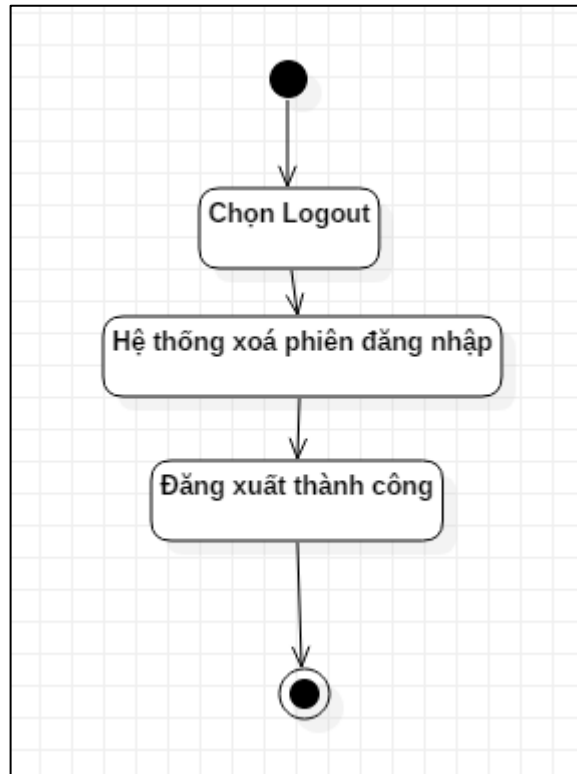 Chọn Logout
Hệ thống xoá phiên đăng nhập
Đăng xuất thành công